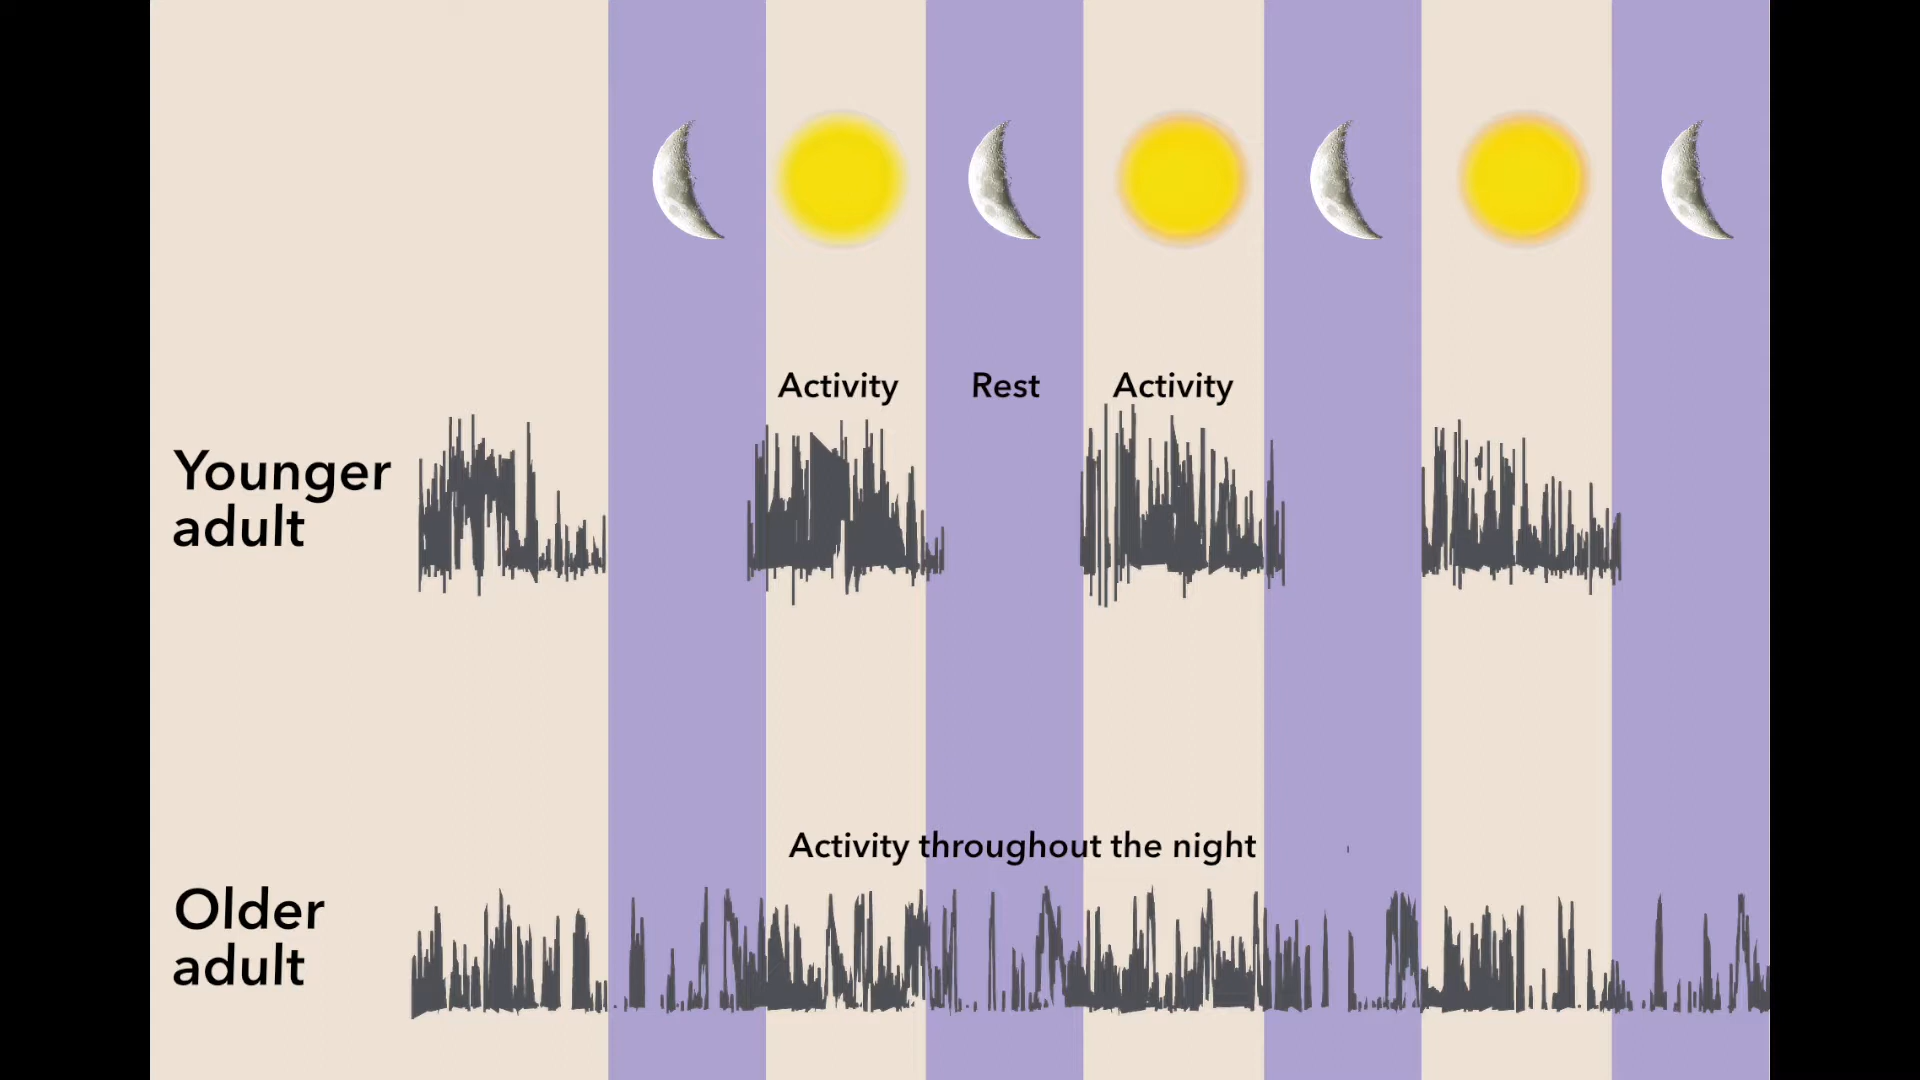 Activity Rest Activity
Younger
adult
Activity throughout the night
Older
adult